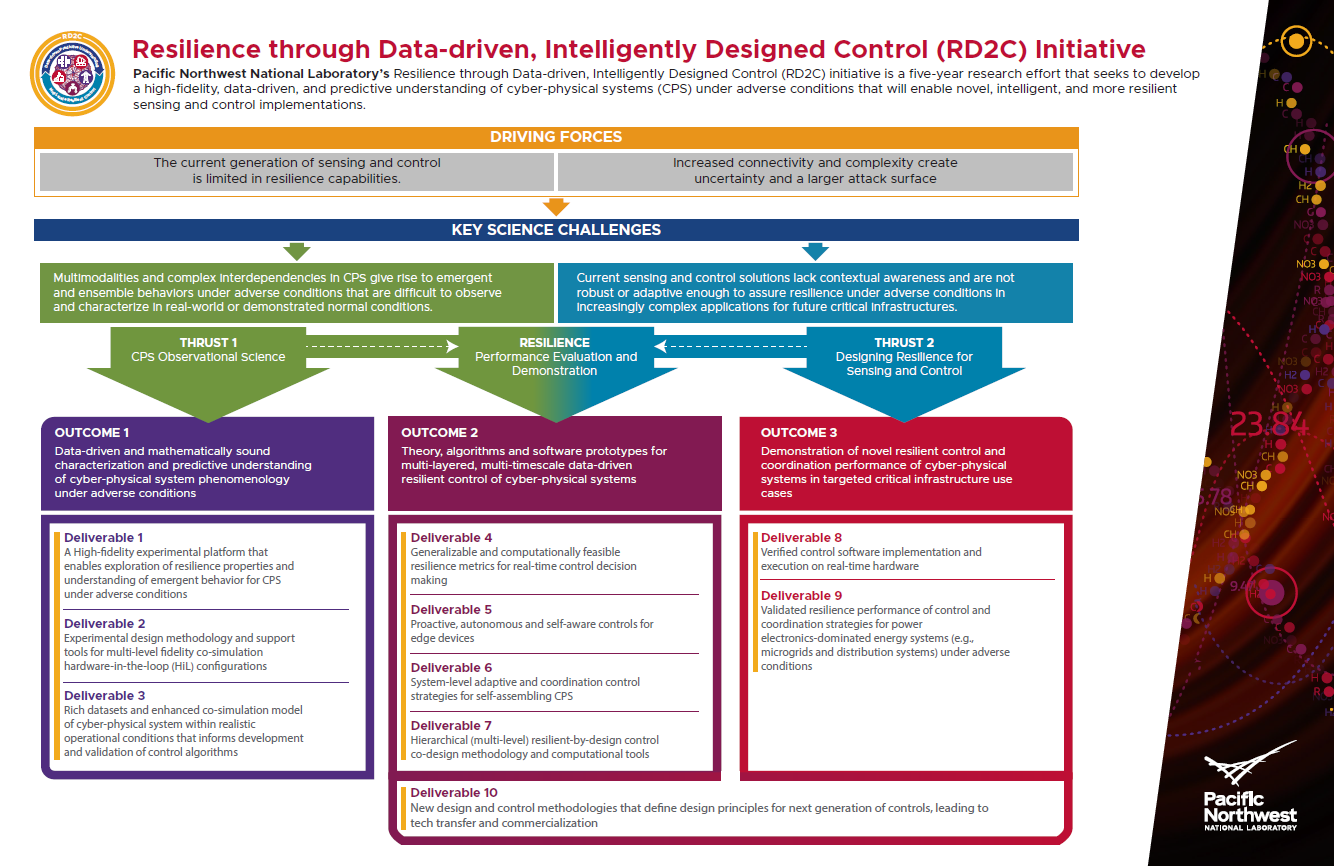 RD2C
Resilience through Data-driven, Intelligently Designed Control (RD2C) Initiative
Pacific Northwest National Laboratory's Resilience through Data-driven, Intelligently Designed Control (RD2C) initiative is a five-year research effort that seeks to develop
a high-fidelity, data-driven, and predictive understanding of cyber-physical systems (CPS) under adverse conditions that will enable novel, intelligent, and more resilient
sensing and control implementations.
DRIVING FORCES
The current generation of sensing and control
is limited in resilience capabilities.
Increased connectivity and complexity create
uncertainty and a larger attack surface
KEY SCIENCE CHALLENGES
Multimodalities and complex interdependencies in CPS give rise to emergent
and ensemble behaviors under adverse conditions that are difficult to observe
and characterize in real-world or demonstrated normal conditions.
Current sensing and control solutions lack contextual awareness and are not
robust or adaptive enough to assure resilience under adverse conditions in
increasingly complex applications for future critical infrastructures.
THRUST 1
CPS Observational Science
RESILIENCE
Performance Evaluation and
Demonstration
THRUST 2
Designing Resilience for
Sensing and Control
OUTCOME 1
Data-driven and mathematically sound
characterization and predictive understanding
of cyber-physical system phenomenology
under adverse conditions
Deliverable 1
A High-fidelity experimental platform that
enables exploration of resilience properties and
understanding of emergent behavior for CPS
under adverse conditions
Deliverable 2
Experimental design methodology and support
tools for multi-level fidelity co-simulation
hardware-in-the-loop (HiL) configurations
Deliverable 3
Rich datasets and enhanced co-simulation model
of cyber-physical system within realistic
operational conditions that informs development
and validation of control algorithms
OUTCOME 2
Theory, algorithms and software prototypes for
multi-layered, multi-timescale data-driven
resilient control of cyber-physical systems
Deliverable 4
Generalizable and computationally feasible
resilience metrics for real-time control decision
making
Deliverable 5
Proactive, autonomous and self-aware controls for
edge devices
Deliverable 6
System-level adaptive and coordination control
strategies for self-assembling CPS
Deliverable 7
Hierarchical (multi-level) resilient-by-design control
co-design methodology and computational tools
OUTCOME 3
Demonstration of novel resilient control and
coordination performance of cyber-physical
systems in targeted critical infrastructure use
cases
Deliverable 8
Verified control software implementation and
execution on real-time hardware
Deliverable 9
Validated resilience performance of control and
coordination strategies for power
electronics-dominated energy systems (e.g.,
microgrids and distribution systems) under adverse
conditions
Deliverable 10
New design and control methodologies that define design principles for next generation of controls, leading to
tech transfer and commercialization
H
CH
H2
CH
NO3
H2
23.84
CH
NO3
CH
CH
H
Pacific
Northwest
NATIONAL LABORATORY